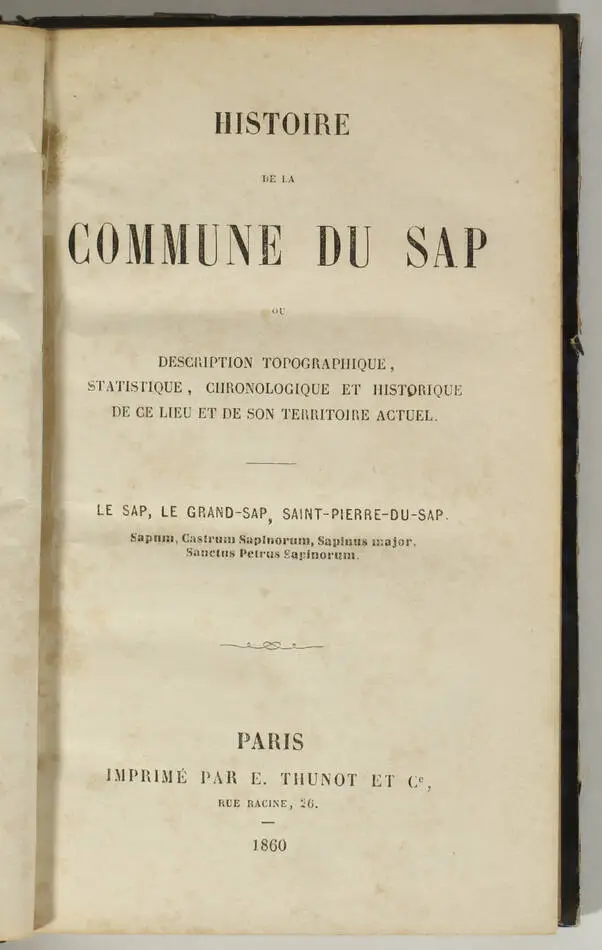 HISTOIRE
DE LA
COMMUNE DU SAP
OU
DESCRIPTION TOPOGRAPHIQUE,
STATISTIQUE, CHRONOLOGIQUE ET HISTORIQUE
DE CE LIEU ET DE SON TERRITOIRE ACTUEL.
LE SAP, LE GRAND-SAP, SAINT-PIERRE-DU-SAP.
Sapum, Castrum Sapinorum, Sapinus major,
Sanctus Petrus Sapinorum.
PARIS
IMPRIMÉ PAR E. THUNOT ET Cᵉ,
RUE RACINE, 26.
1860